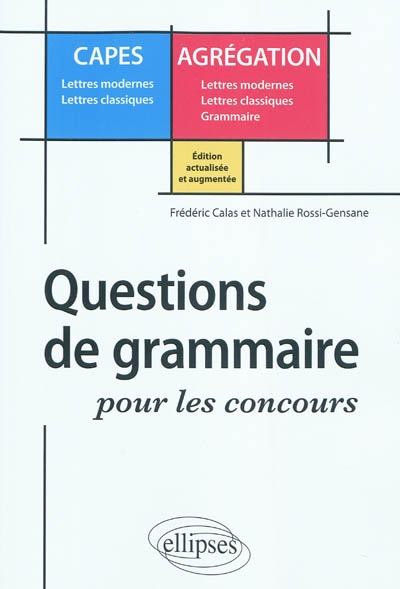 CAPES
Lettres modernes
Lettres classiques
AGRÉGATION
Lettres modernes
Lettres classiques
Grammaire
Édition
actualisée
et augmentée
Frédéric Calas et Nathalie Rossi-Gensane
Questions
de grammaire
pour les concours
ellipses